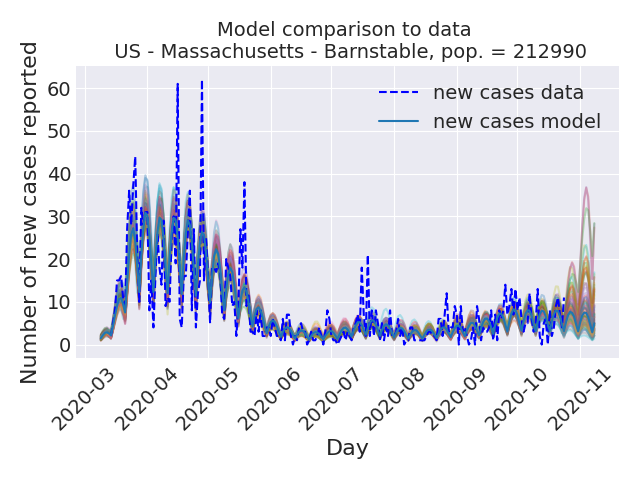 Model comparison to data
US - Massachusetts - Barnstable, pop. = 212990
new cases data
new cases model
Number of new cases reported
60
50
40
30
20
10
0
2020-03
2020-04
2020-05
2020-06
2020-07
2020-08
2020-09
2020-10
2020-11
Day